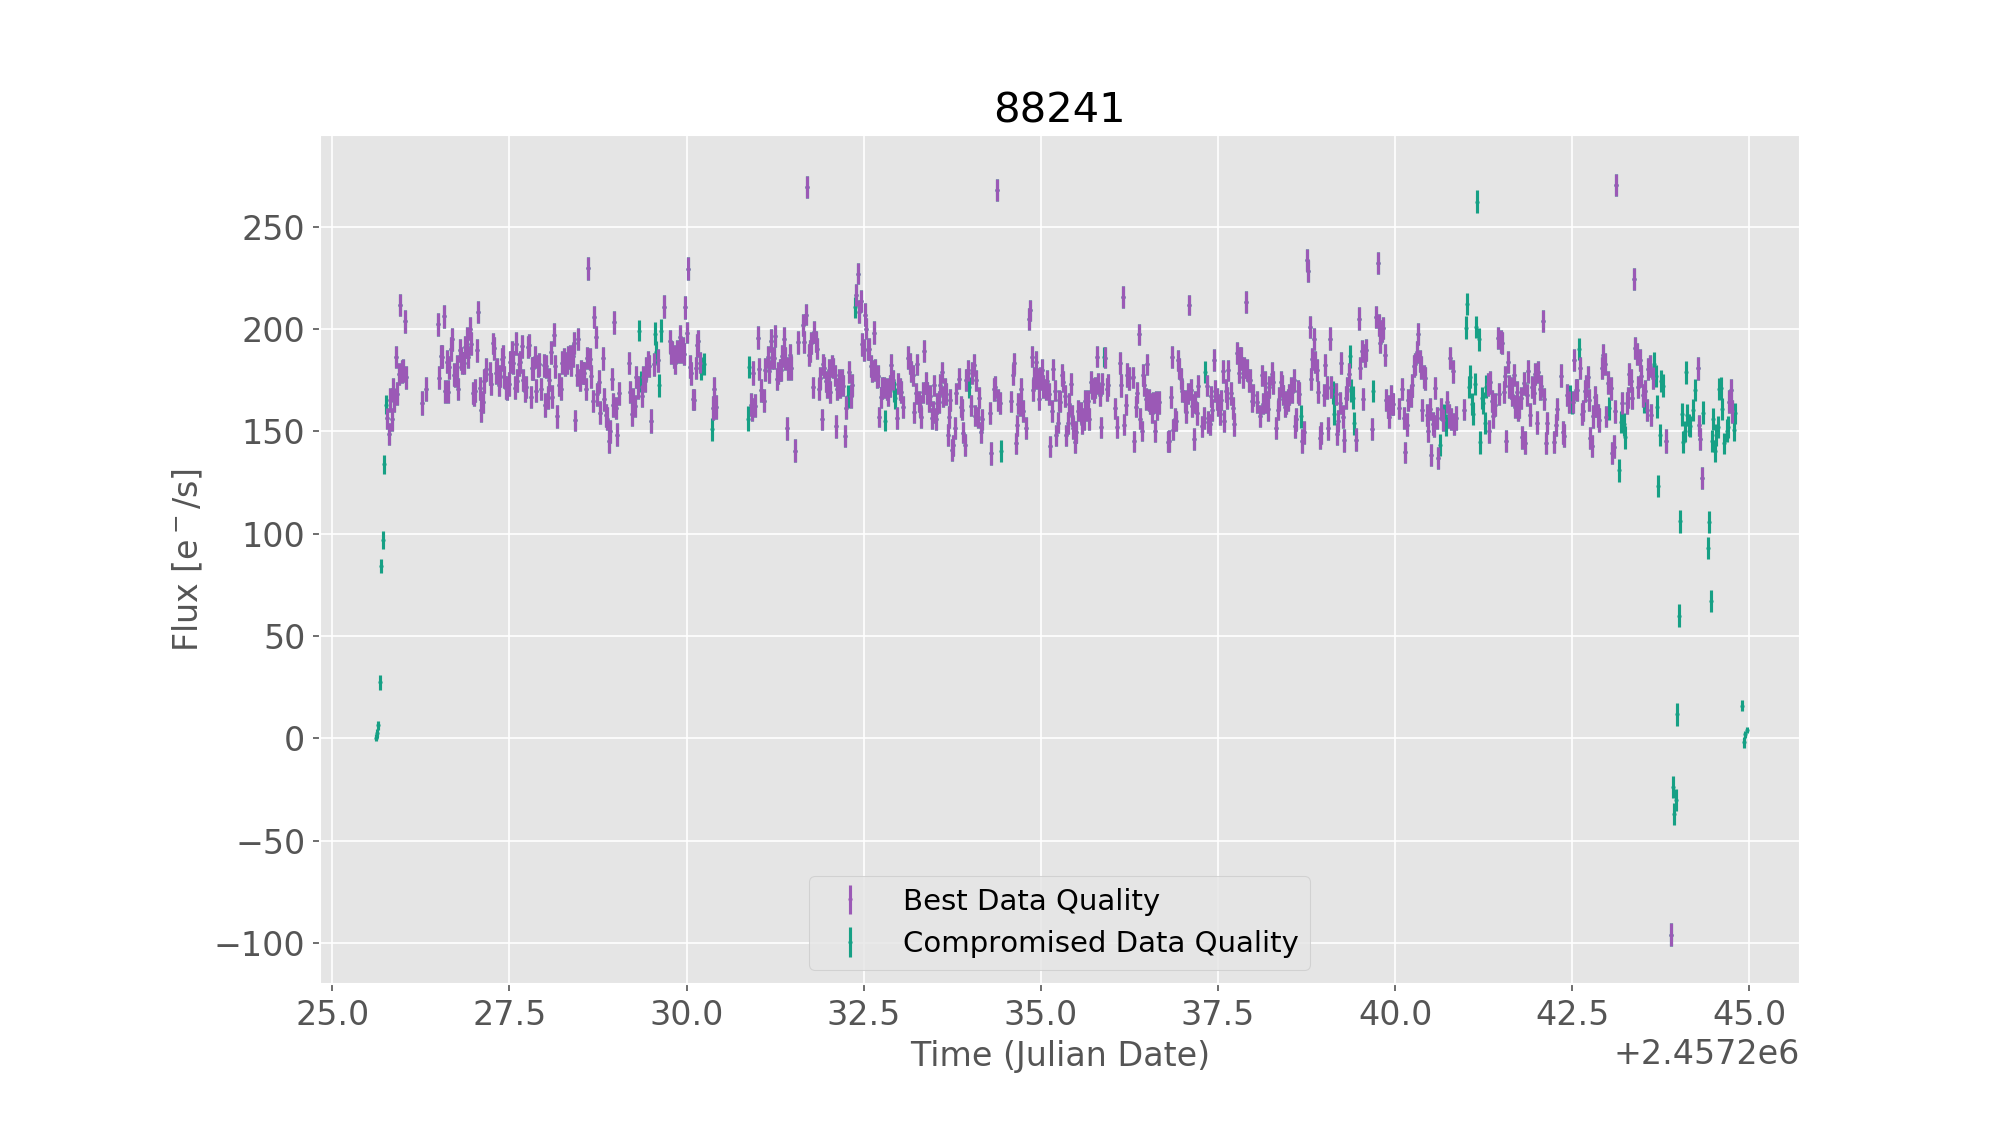 88241
Flux [e⁻/s]
250
200
150
100
50
0
−50
−100
Best Data Quality
Compromised Data Quality
25.0 27.5 30.0 32.5 35.0 37.5 40.0 42.5 45.0
Time (Julian Date)
+2.4572e6